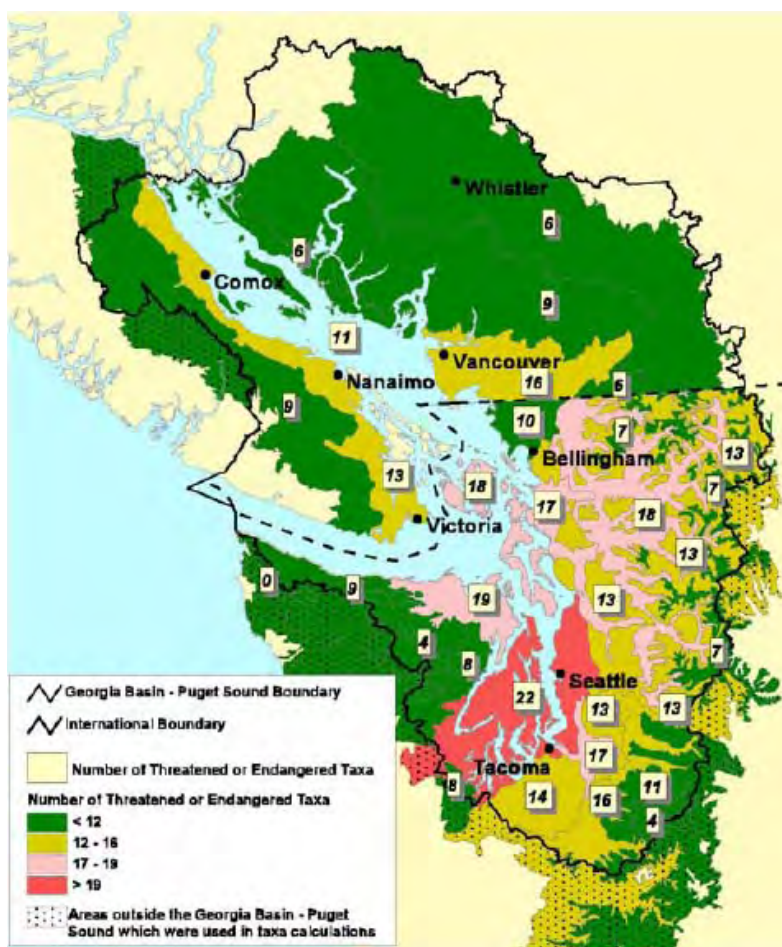 Whistler
6
6
Comox
9
11
Vancouver
Nanaimo
16
6
9
10
7
13
Bellingham
13
18
7
17
18
Victoria
13
0
9
19
13
4
8
7
Seattle
22
13
13
17
Tacoma
8
14
16
11
4
Georgia Basin - Puget Sound Boundary
International Boundary
Number of Threatened or Endangered Taxa
Number of Threatened or Endangered Taxa
< 12
12 - 16
17 - 19
> 19
Areas outside the Georgia Basin - Puget
Sound which were used in taxa calculations